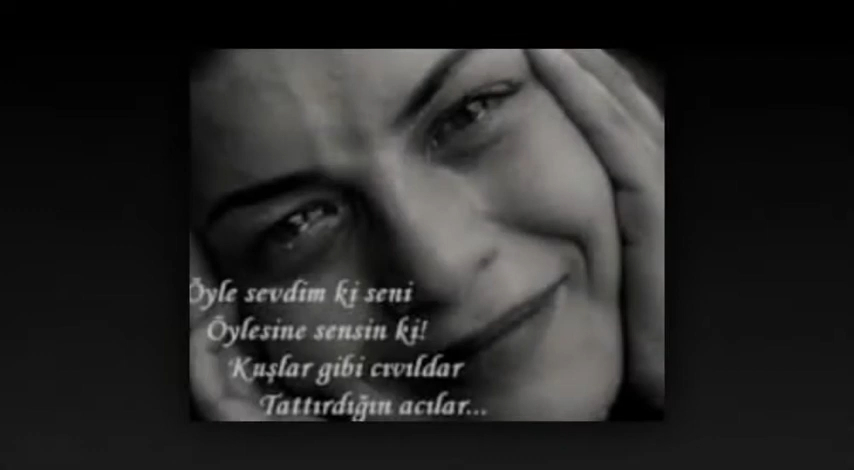 Öyle sevdim ki seni
Öylesine sensin ki!
Kuşlar gibi cıvıldar
Tattırdığın acılar...